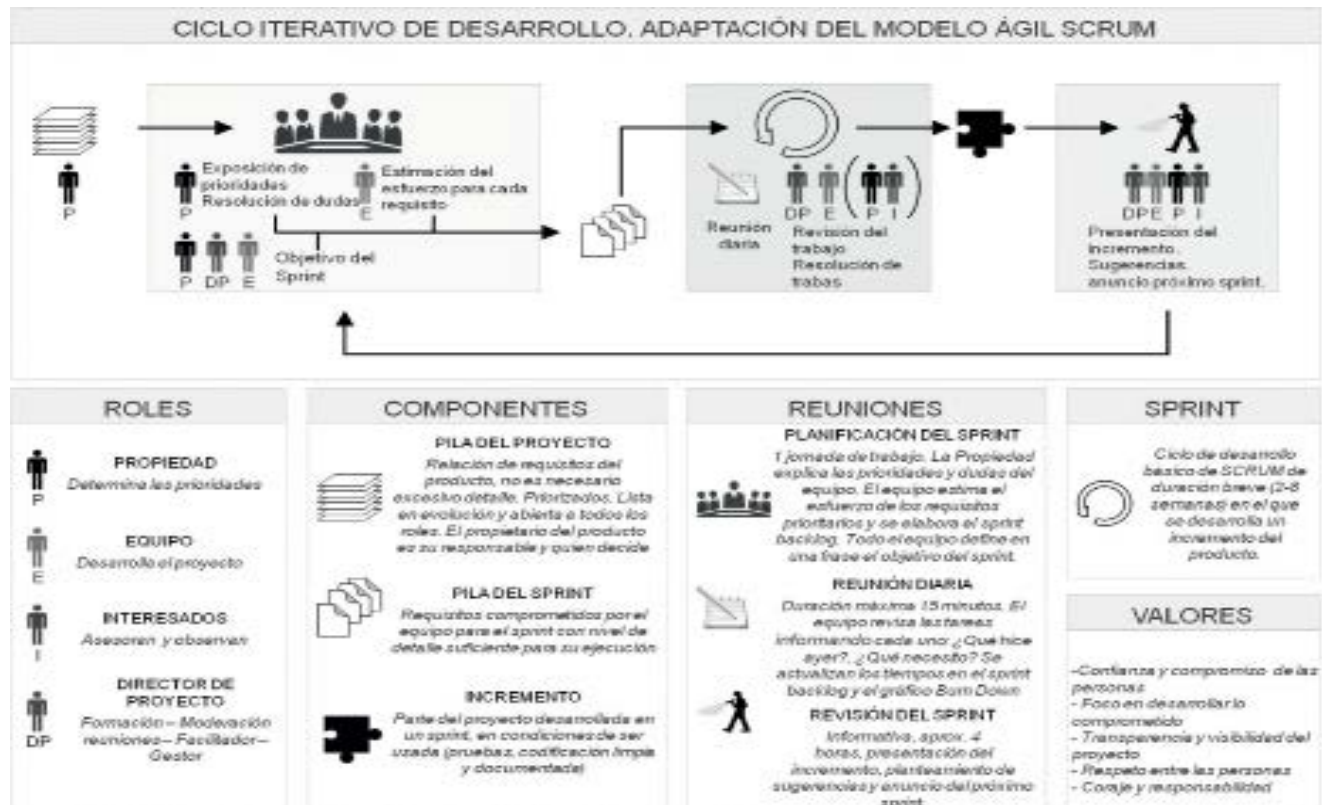 CICLO ITERATIVO DE DESARROLLO. ADAPTACIÓN DEL MODELO ÁGIL SCRUM
P
Exposición de
prioridades
Resolución de dudas
P
Estimación del
esfuerzo para cada
requisito
E
P DP E
Objetivo del
Sprint
Reunión
diaria
DP E ( P I )
Revisión del
trabajo
Resolución de
trabas
DP E P I
Presentación del
incremento.
Sugerencias.
anuncio próximo sprint.
ROLES
P
PROPIEDAD
Determina las prioridades
E
EQUIPO
Desarrolla el proyecto
I
INTERESADOS
Asesoran y observan
DP
DIRECTOR DE
PROYECTO
Formación – Moderación
reuniones – Facilitador –
Gestor
COMPONENTES
PILA DEL PROYECTO
Relación de requisitos del
producto, no es necesario
excesivo detalle. Priorizados. Lista
en evolución y abierta a todos los
roles. El propietario del producto
es su responsable y quien decide
PILA DEL SPRINT
Requisitos comprometidos por el
equipo para el sprint con nivel de
detalle suficiente para su ejecución
INCREMENTO
Parte del proyecto desarrollada en
un sprint, en condiciones de ser
usada (pruebas, codificación limpia
y documentada)
REUNIONES
PLANIFICACIÓN DEL SPRINT
1 jornada de trabajo. La Propiedad
explica las prioridades y dudas del
equipo. El equipo estima el
esfuerzo de los requisitos
prioritarios y se elabora el sprint
backlog. Todo el equipo define en
una frase el objetivo del sprint.
REUNIÓN DIARIA
Duración máxima 15 minutos. El
equipo revisa las tareas
informando cada uno: ¿Qué hice
ayer?, ¿Qué necesito? Se
actualizan los tiempos en el sprint
backlog y el gráfico Burn Down
REVISIÓN DEL SPRINT
Informativa, aprox. 4
horas, presentación del
incremento, planteamiento de
sugerencias y anuncio del próximo
sprint.
SPRINT
Ciclo de desarrollo
básico de SCRUM de
duración breve (2-8
semanas) en el que
se desarrolla un
incremento del
producto.
VALORES
-Confianza y compromiso de las
personas
- Foco en desarrollar lo
comprometido
- Transparencia y visibilidad del
proyecto
- Respeto entre las personas
- Coraje y responsabilidad